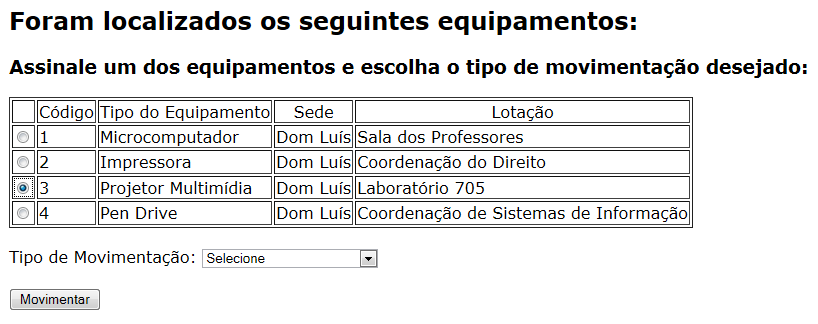 Foram localizados os seguintes equipamentos:
Assinale um dos equipamentos e escolha o tipo de movimentação desejado:
Código Tipo do Equipamento Sede Lotação
1 Microcomputador Dom Luís Sala dos Professores
2 Impressora Dom Luís Coordenação do Direito
3 Projetor Multimídia Dom Luís Laboratório 705
4 Pen Drive Dom Luís Coordenação de Sistemas de Informação
Tipo de Movimentação: Selecione
Movimentar